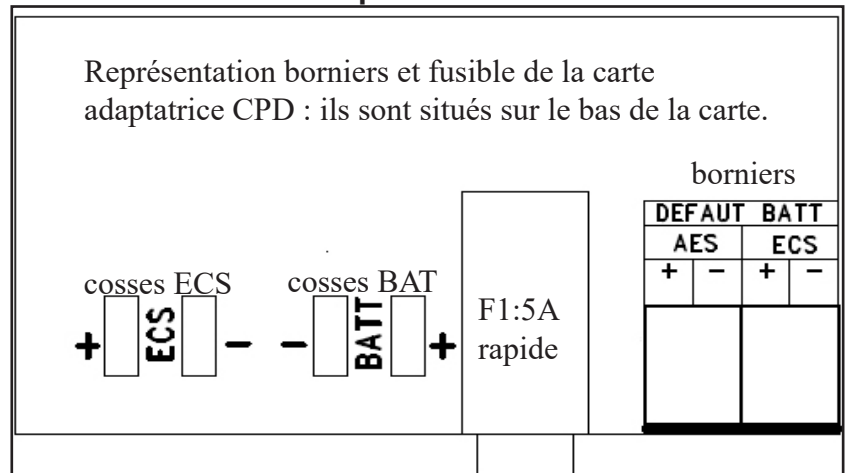 Représentation borniers et fusible de la carte
adaptatrice CPD : ils sont situés sur le bas de la carte.
borniers
DEFAUT BATT
AES ECS
+ - + -
cosses ECS
cosses BAT
+ ECS -
- BATT +
F1:5A
rapide